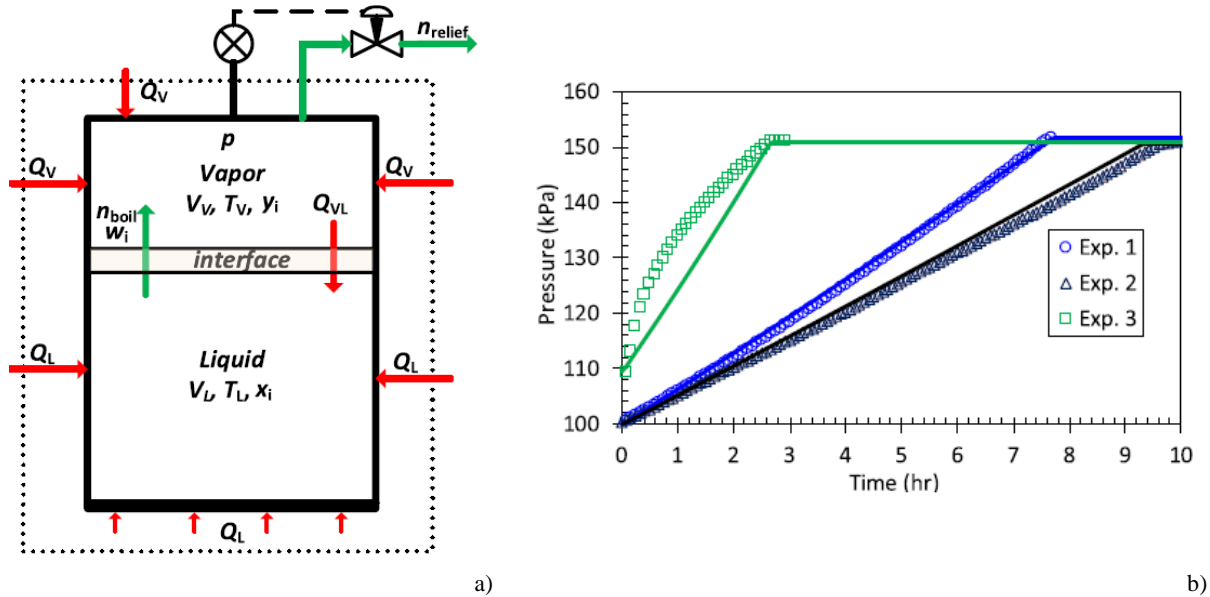 n_relief
Q_V
p
Q_V
Vapor
Q_V
V_V, T_V, y_i
n_boil
Q_VL
w_i
interface
Q_L
Liquid
Q_L
V_L, T_L, x_i
Q_L
a)
160
150
140
130
120
110
100
Pressure (kPa)
Exp. 1
Exp. 2
Exp. 3
0 1 2 3 4 5 6 7 8 9 10
Time (hr)
b)